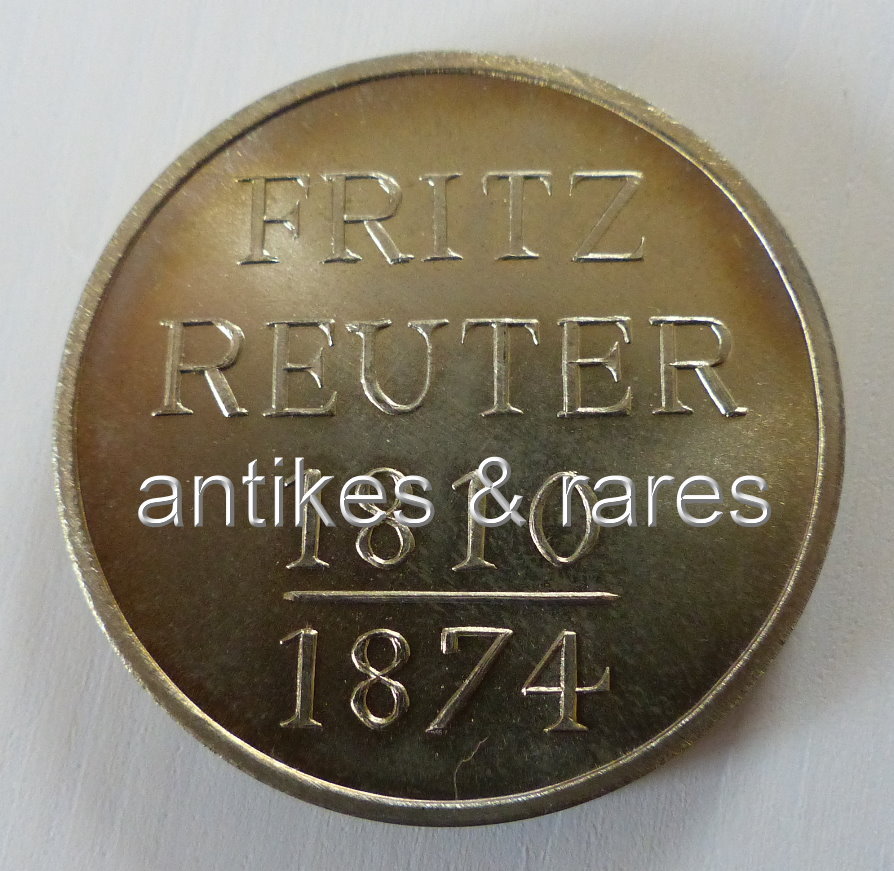 FRITZ
REUTER
1810
antikes & rares
1874